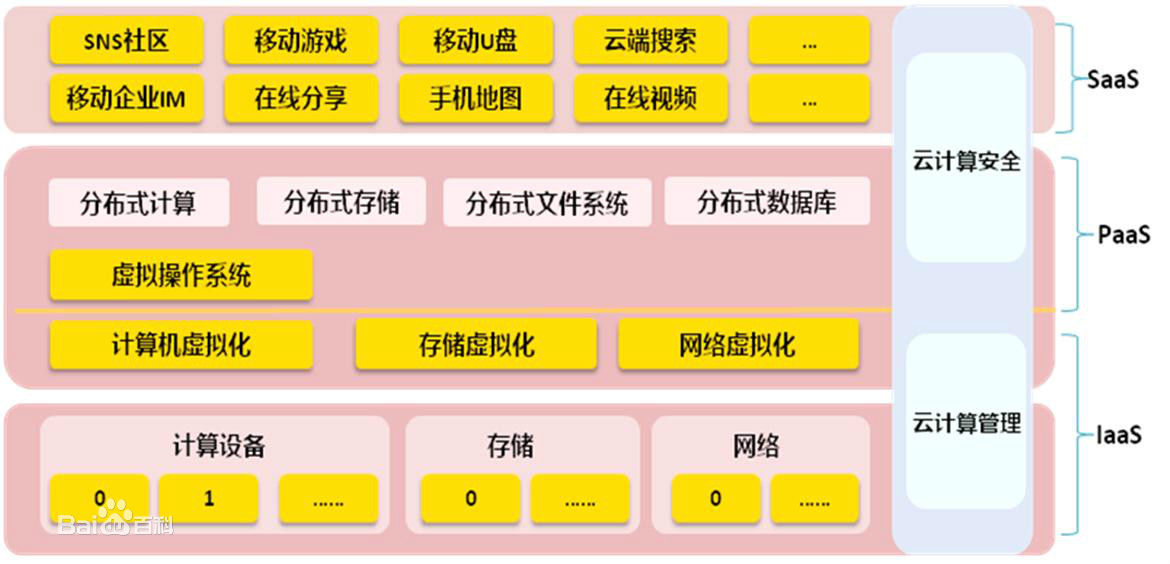 SNS社区 移动游戏 移动U盘 云端搜索 ...
移动企业IM 在线分享 手机地图 在线视频 ...
SaaS
云计算安全
分布式计算 分布式存储 分布式文件系统 分布式数据库
PaaS
虚拟操作系统
计算机虚拟化 存储虚拟化 网络虚拟化
云计算管理
IaaS
计算设备 存储 网络
0 1 ...... 0 ...... 0 ......
Baidu百科